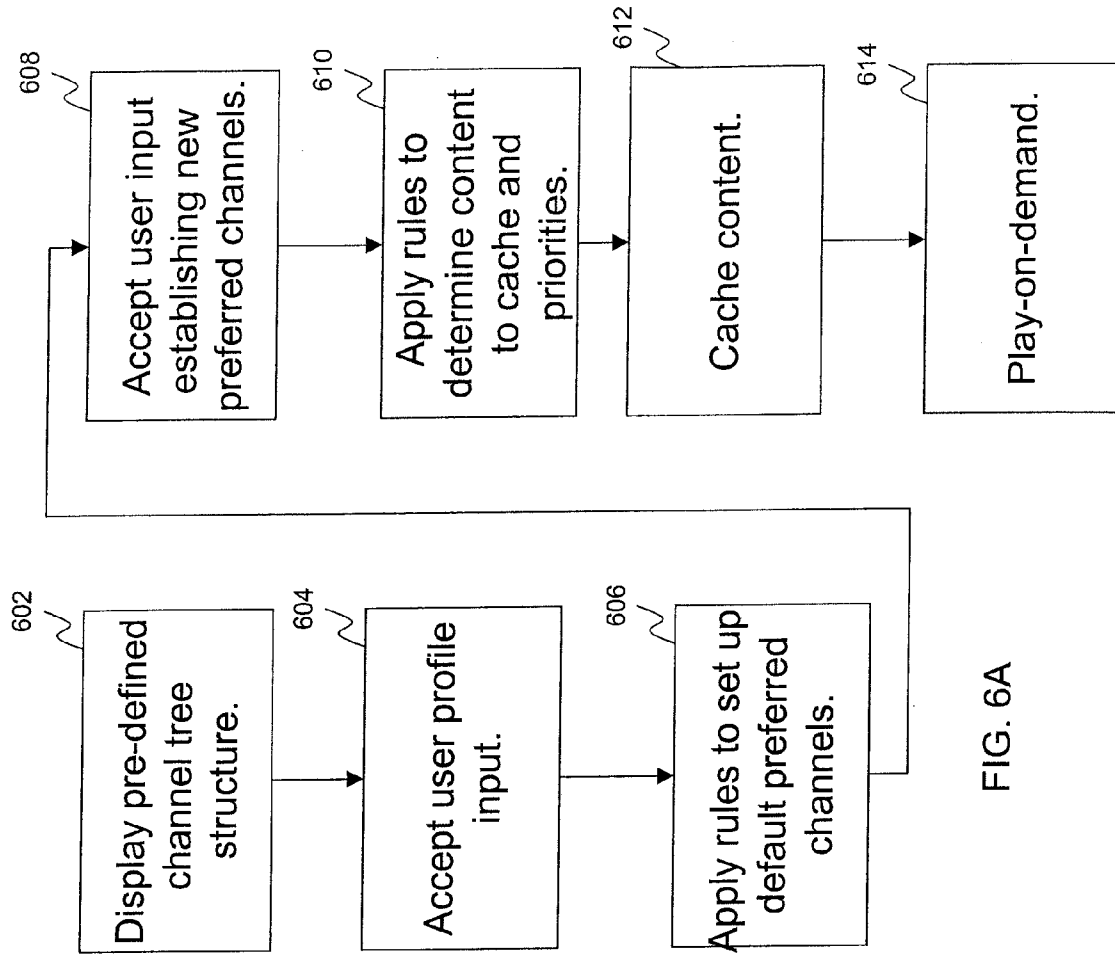 602
Display pre-defined
channel tree
structure.
604
Accept user profile
input.
606
Apply rules to set up
default preferred
channels.
608
Accept user input
establishing new
preferred channels.
610
Apply rules to
determine content
to cache and
priorities.
612
Cache content.
614
Play-on-demand.
FIG. 6A